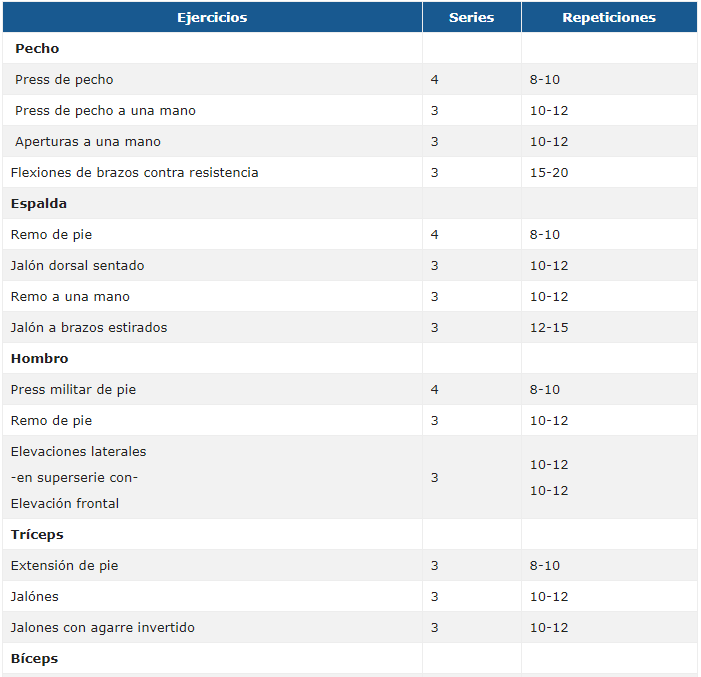 Ejercicios Series Repeticiones
Pecho
Press de pecho 4 8-10
Press de pecho a una mano 3 10-12
Aperturas a una mano 3 10-12
Flexiones de brazos contra resistencia 3 15-20
Espalda
Remo de pie 4 8-10
Jalón dorsal sentado 3 10-12
Remo a una mano 3 10-12
Jalón a brazos estirados 3 12-15
Hombro
Press militar de pie 4 8-10
Remo de pie 3 10-12
Elevaciones laterales
-en superserie con-
Elevación frontal
3
10-12
10-12
Tríceps
Extensión de pie 3 8-10
Jalónes 3 10-12
Jalones con agarre invertido 3 10-12
Bíceps